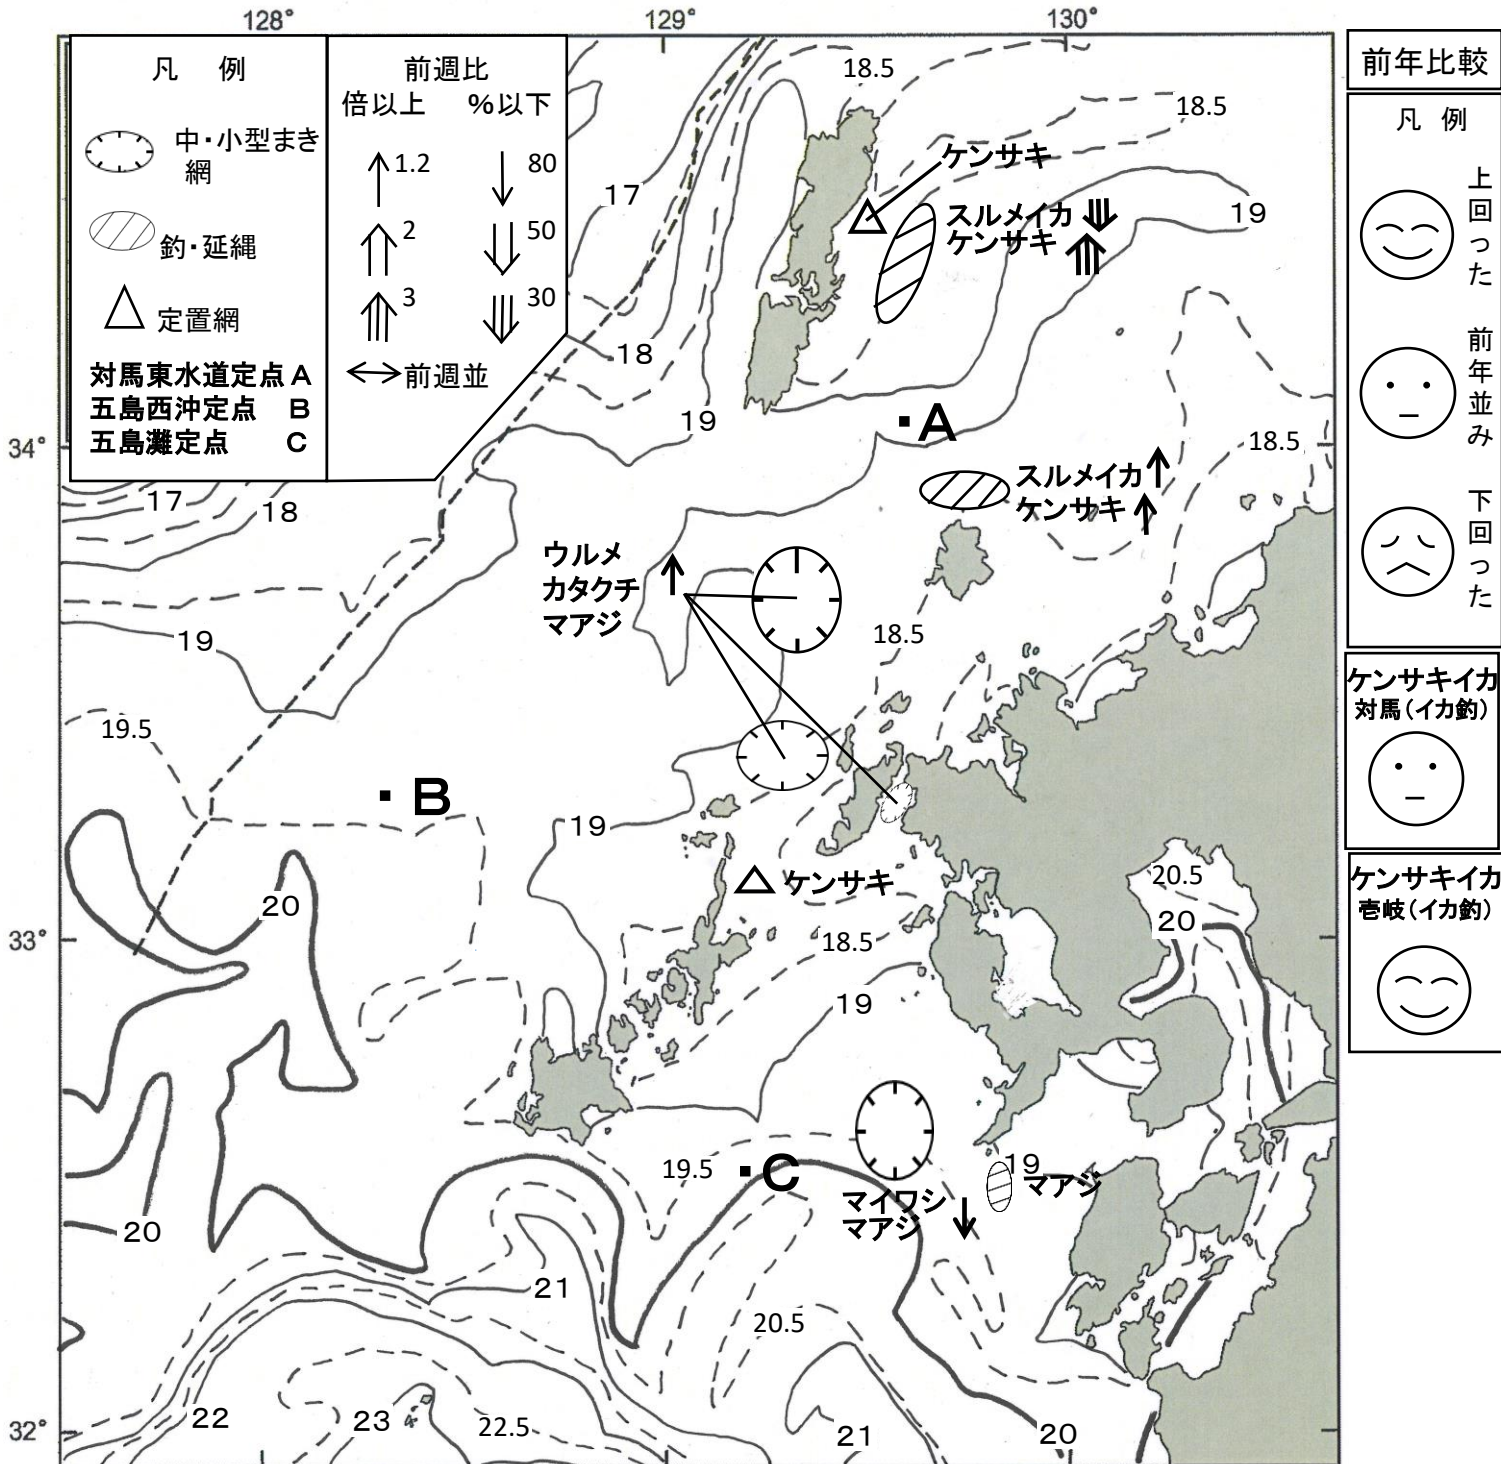 128°
129°
130°
凡 例
中・小型まき
網
釣・延縄
定置網
対馬東水道定点 A
五島西沖定点 B
五島灘定点 C
前週比
倍以上 %以下
1.2 80
2 50
3 30
前週並
前年比較
凡 例
上回った
前年並み
下回った
ケンサキイカ
対馬(イカ釣)
ケンサキイカ
壱岐(イカ釣)
18.5
18.5
ケンサキ
17
スルメイカ
ケンサキ
19
18
19
A
34°
18.5
スルメイカ
ケンサキ
17
18
ウルメ
カタクチ
マアジ
19
18.5
19.5
B
19
ケンサキ
20.5
20
20
33°
18.5
19
19.5
C
19
マアジ
マイワシ
マアジ
20
21
20.5
22
23
22.5
21
20
32°